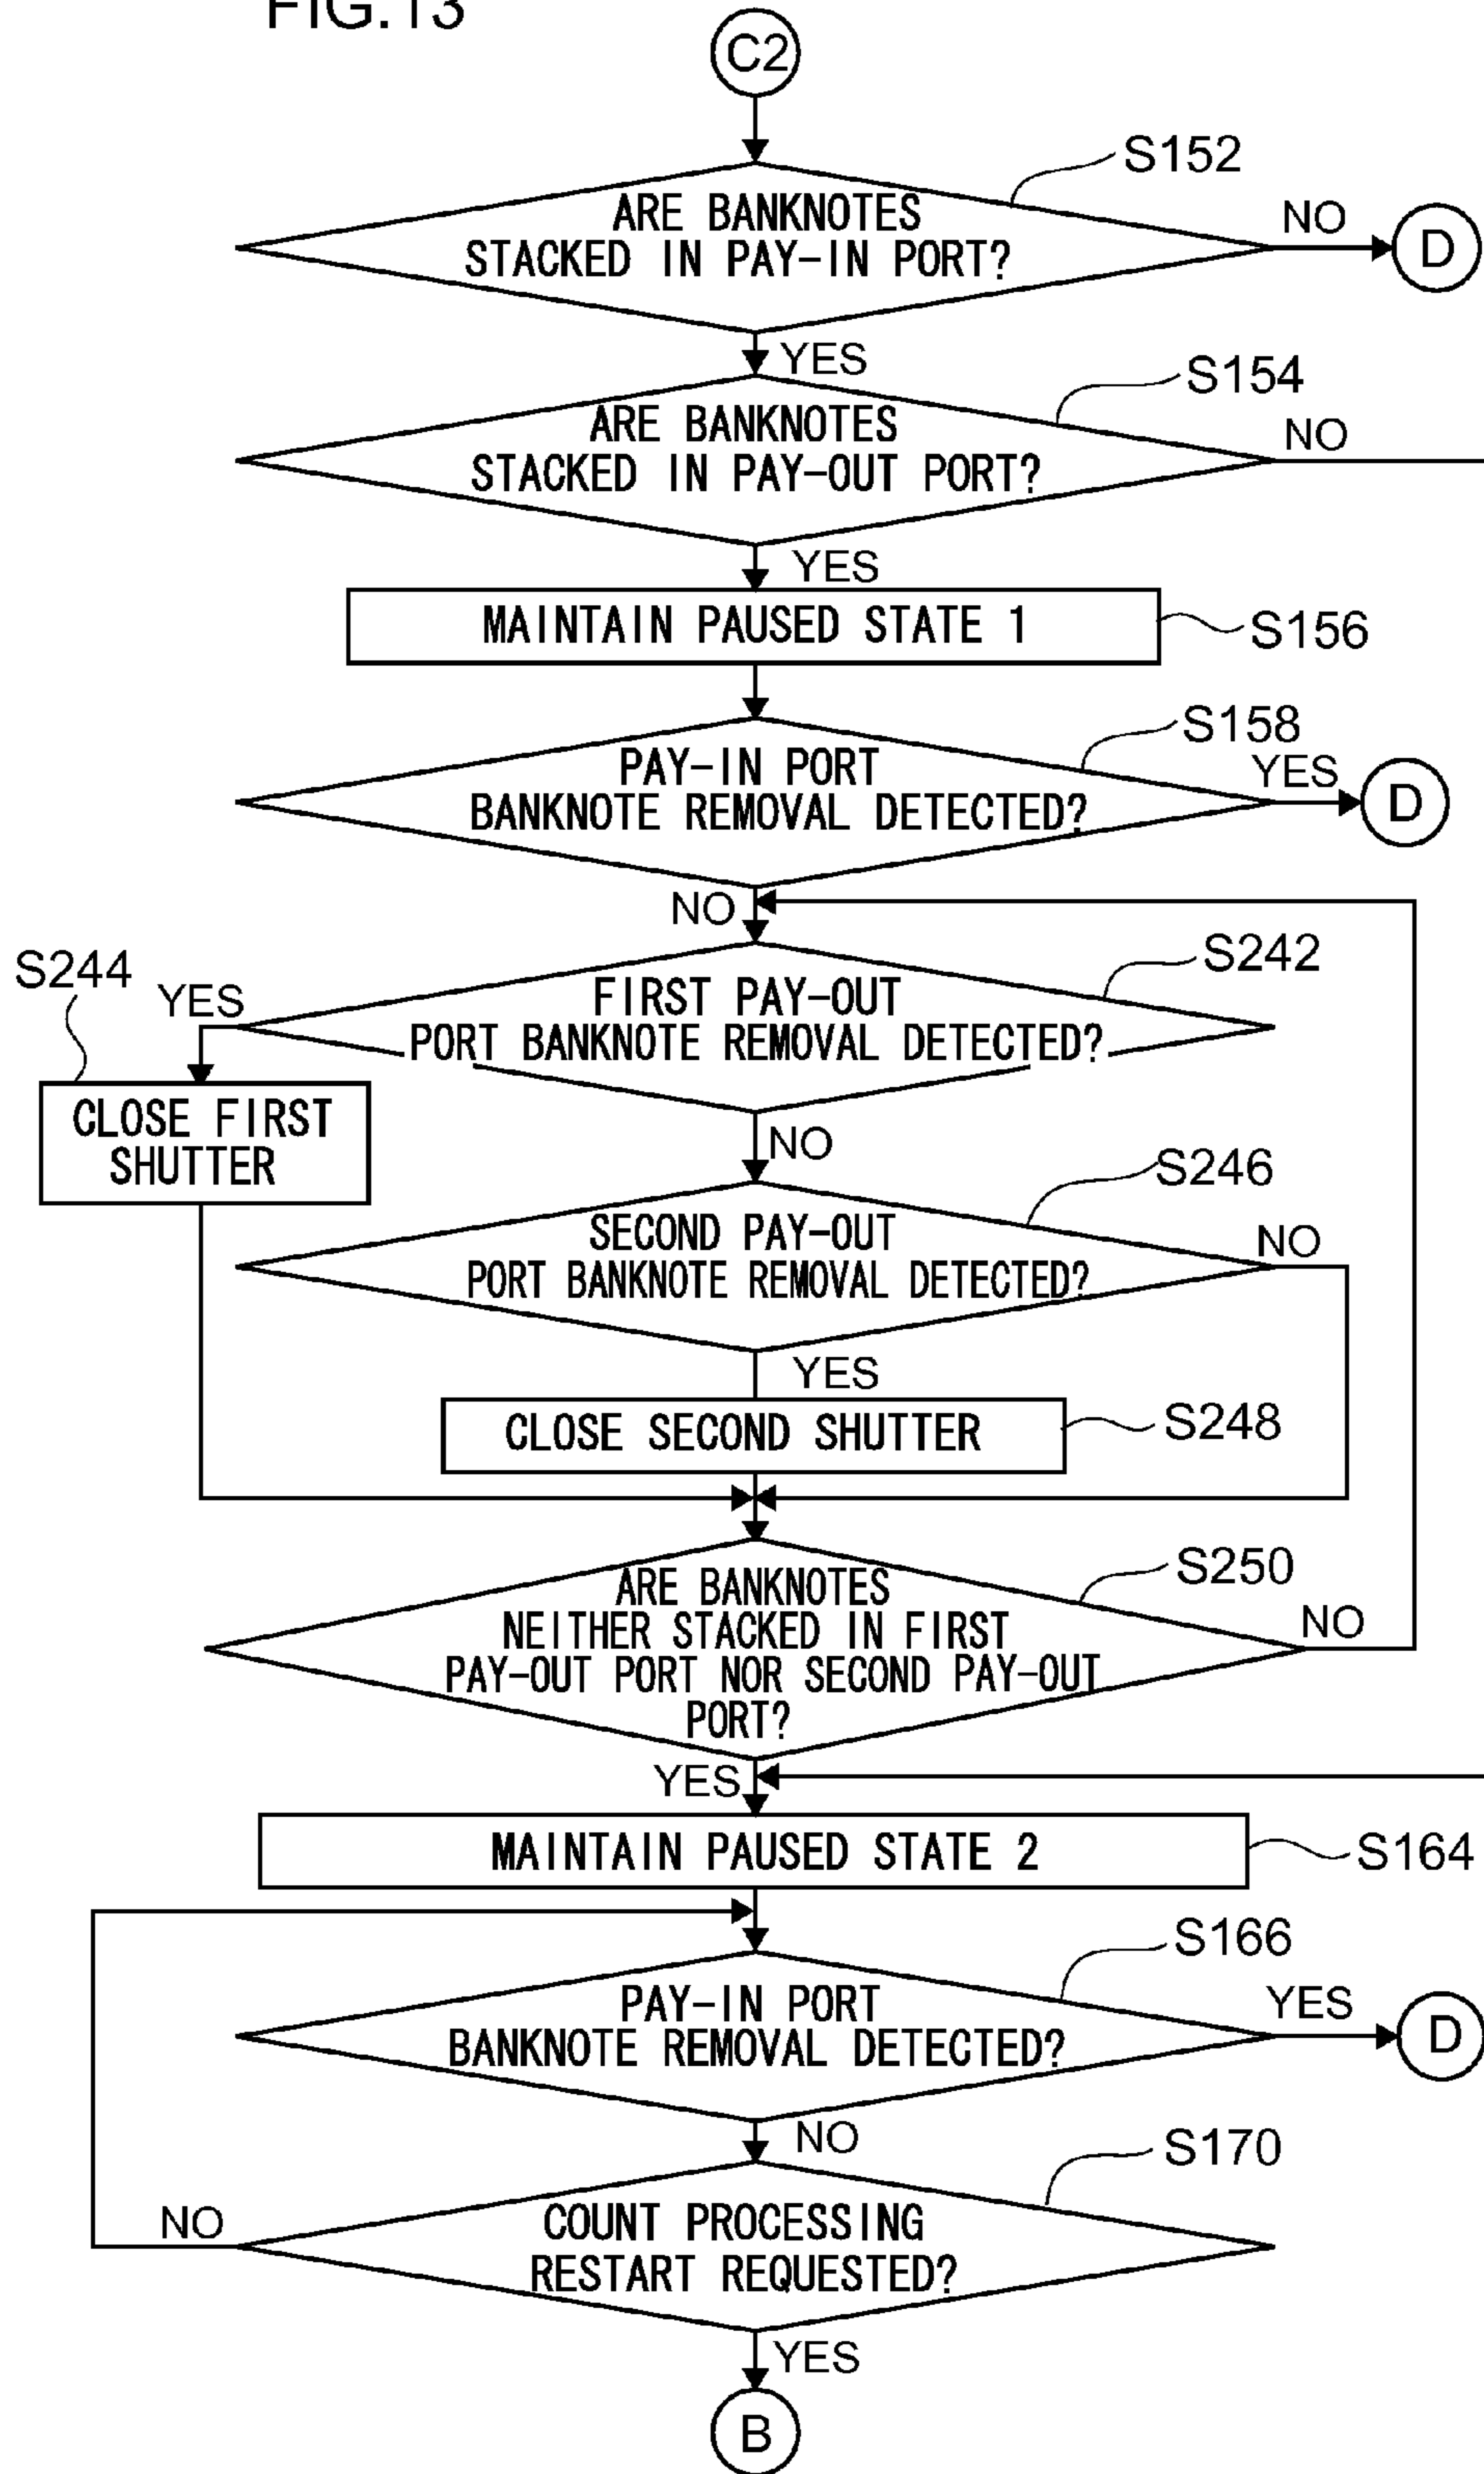 FIG.13
C2
S152
ARE BANKNOTES
STACKED IN PAY-IN PORT?
NO
D
YES
S154
ARE BANKNOTES
STACKED IN PAY-OUT PORT?
NO
YES
MAINTAIN PAUSED STATE 1
S156
S158
PAY-IN PORT
BANKNOTE REMOVAL DETECTED?
YES
D
NO
S242
S244
YES
FIRST PAY-OUT
PORT BANKNOTE REMOVAL DETECTED?
CLOSE FIRST
SHUTTER
NO
S246
SECOND PAY-OUT
PORT BANKNOTE REMOVAL DETECTED?
NO
YES
CLOSE SECOND SHUTTER
S248
S250
ARE BANKNOTES
NEITHER STACKED IN FIRST
PAY-OUT PORT NOR SECOND PAY-OUT
PORT?
NO
YES
MAINTAIN PAUSED STATE 2
S164
S166
PAY-IN PORT
BANKNOTE REMOVAL DETECTED?
YES
D
NO
S170
COUNT PROCESSING
RESTART REQUESTED?
NO
YES
B